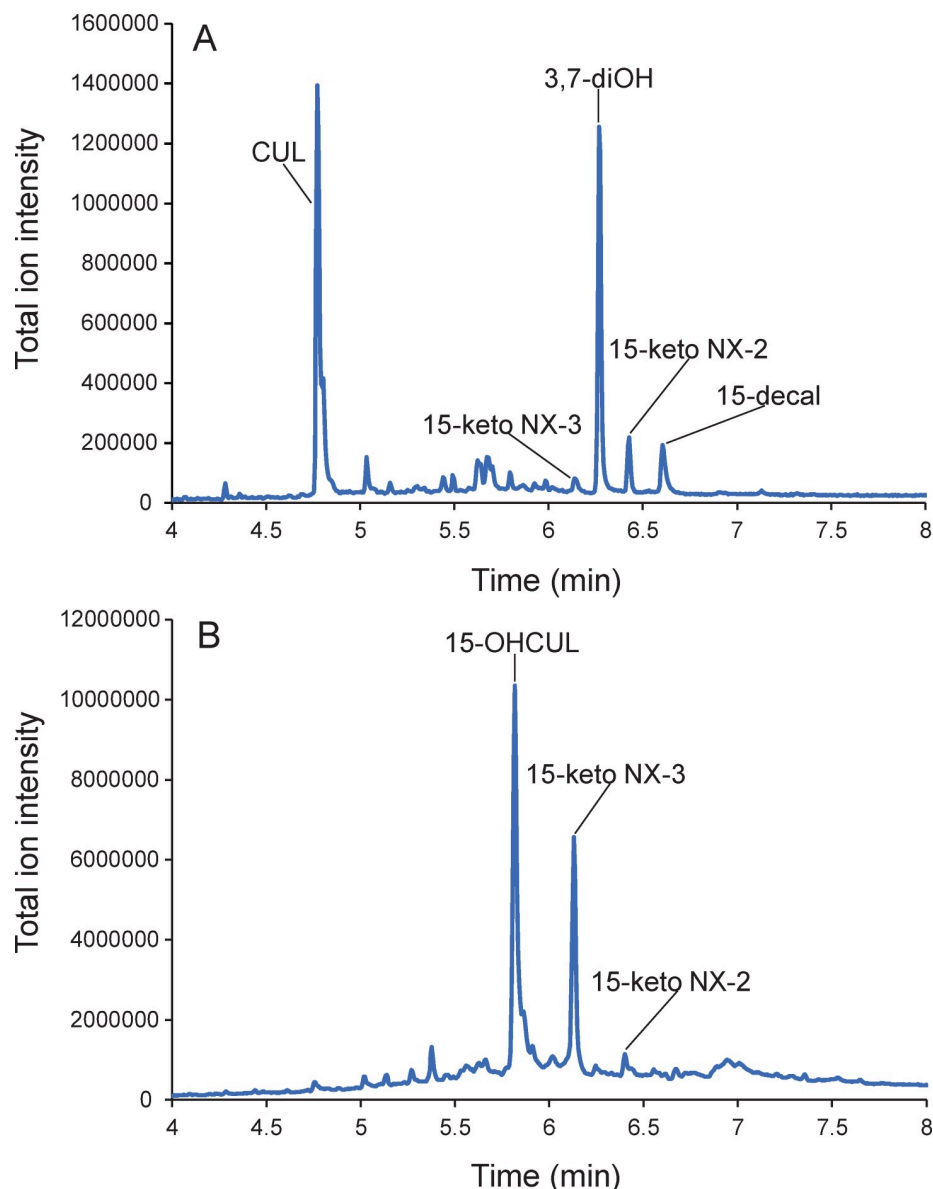 A
1600000
1400000
1200000
1000000
800000
600000
400000
200000
0
Total ion intensity
CUL
3,7-diOH
15-keto NX-2
15-keto NX-3
15-decal
4 4.5 5 5.5 6 6.5 7 7.5 8
Time (min)
B
12000000
10000000
8000000
6000000
4000000
2000000
0
Total ion intensity
15-OHCUL
15-keto NX-3
15-keto NX-2
4 4.5 5 5.5 6 6.5 7 7.5 8
Time (min)